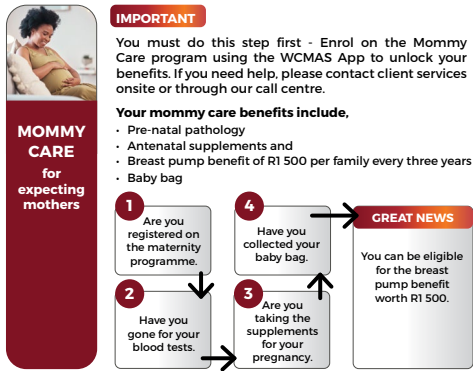 IMPORTANT
You must do this step first - Enrol on the Mommy
Care program using the WCMAS App to unlock your
benefits. If you need help, please contact client services
onsite or through our call centre.
Your mommy care benefits include,
• Pre-natal pathology
• Antenatal supplements and
• Breast pump benefit of R1 500 per family every three years
• Baby bag
MOMMY
CARE
for
expecting
mothers
1
Are you
registered on
the maternity
programme.
2
Have you
gone for your
blood tests.
3
Are you
taking the
supplements
for your
pregnancy.
4
Have you
collected your
baby bag.
GREAT NEWS
You can be eligible
for the breast
pump benefit
worth R1 500.